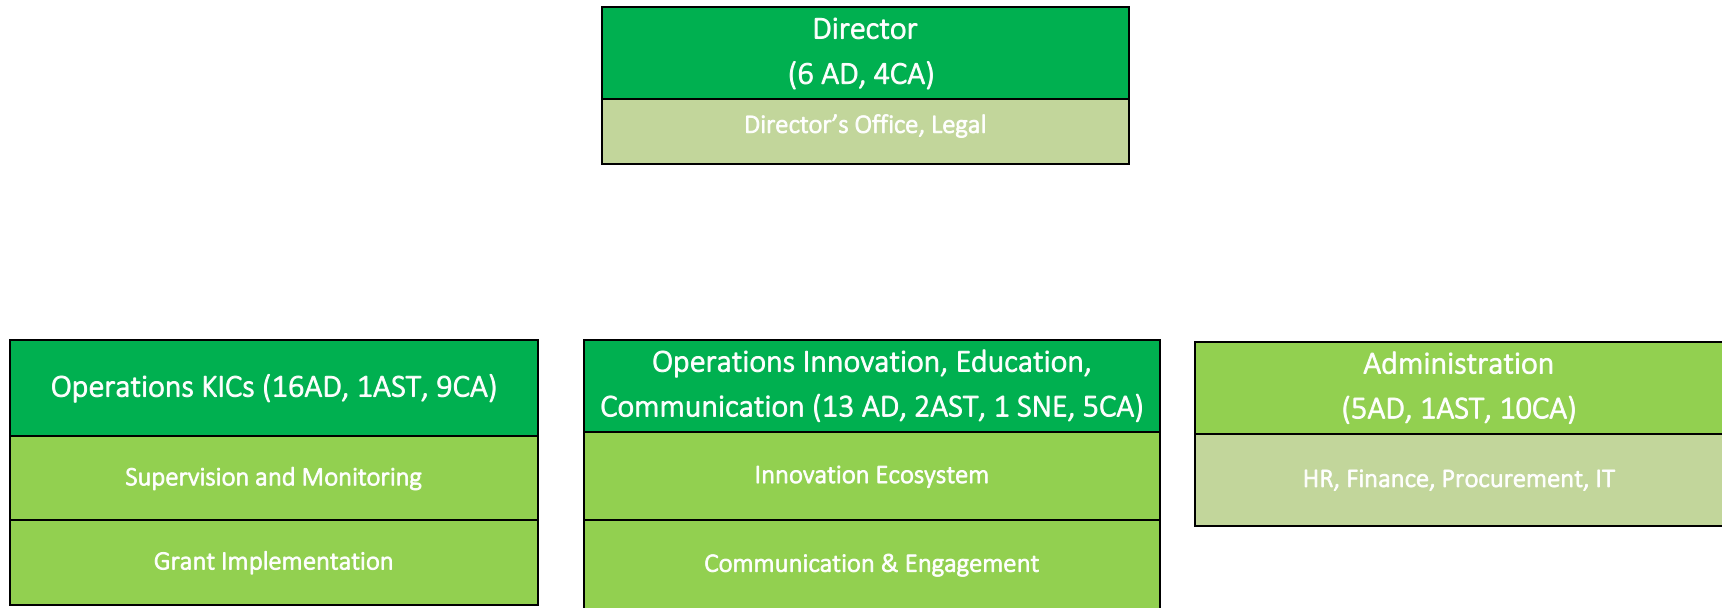 Director
(6 AD, 4CA)
Director’s Office, Legal
Operations KICs (16AD, 1AST, 9CA)
Supervision and Monitoring
Grant Implementation
Operations Innovation, Education,
Communication (13 AD, 2AST, 1 SNE, 5CA)
Innovation Ecosystem
Communication & Engagement
Administration
(5AD, 1AST, 10CA)
HR, Finance, Procurement, IT